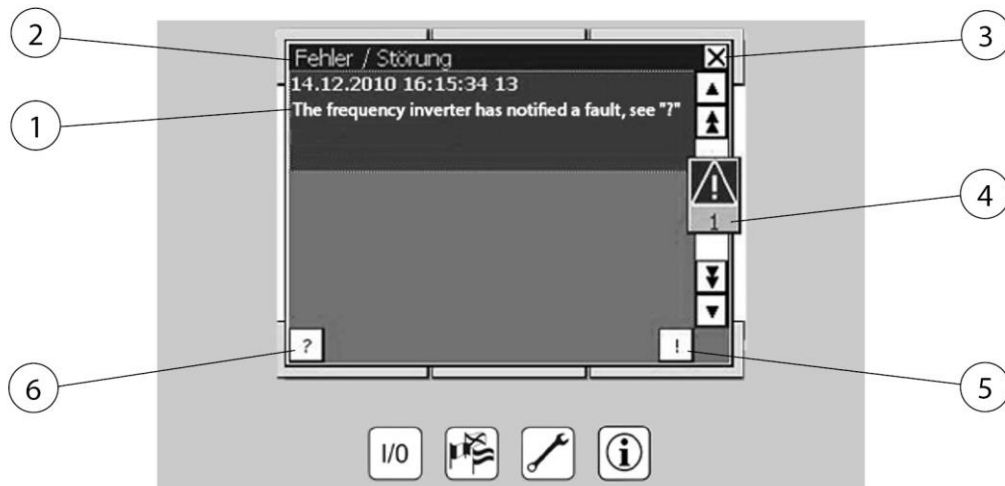 2
3
Fehler / Störung
14.12.2010 16:15:34 13
The frequency inverter has notified a fault, see "?"
1
!
1
4
?
!
6
5
I/0
i